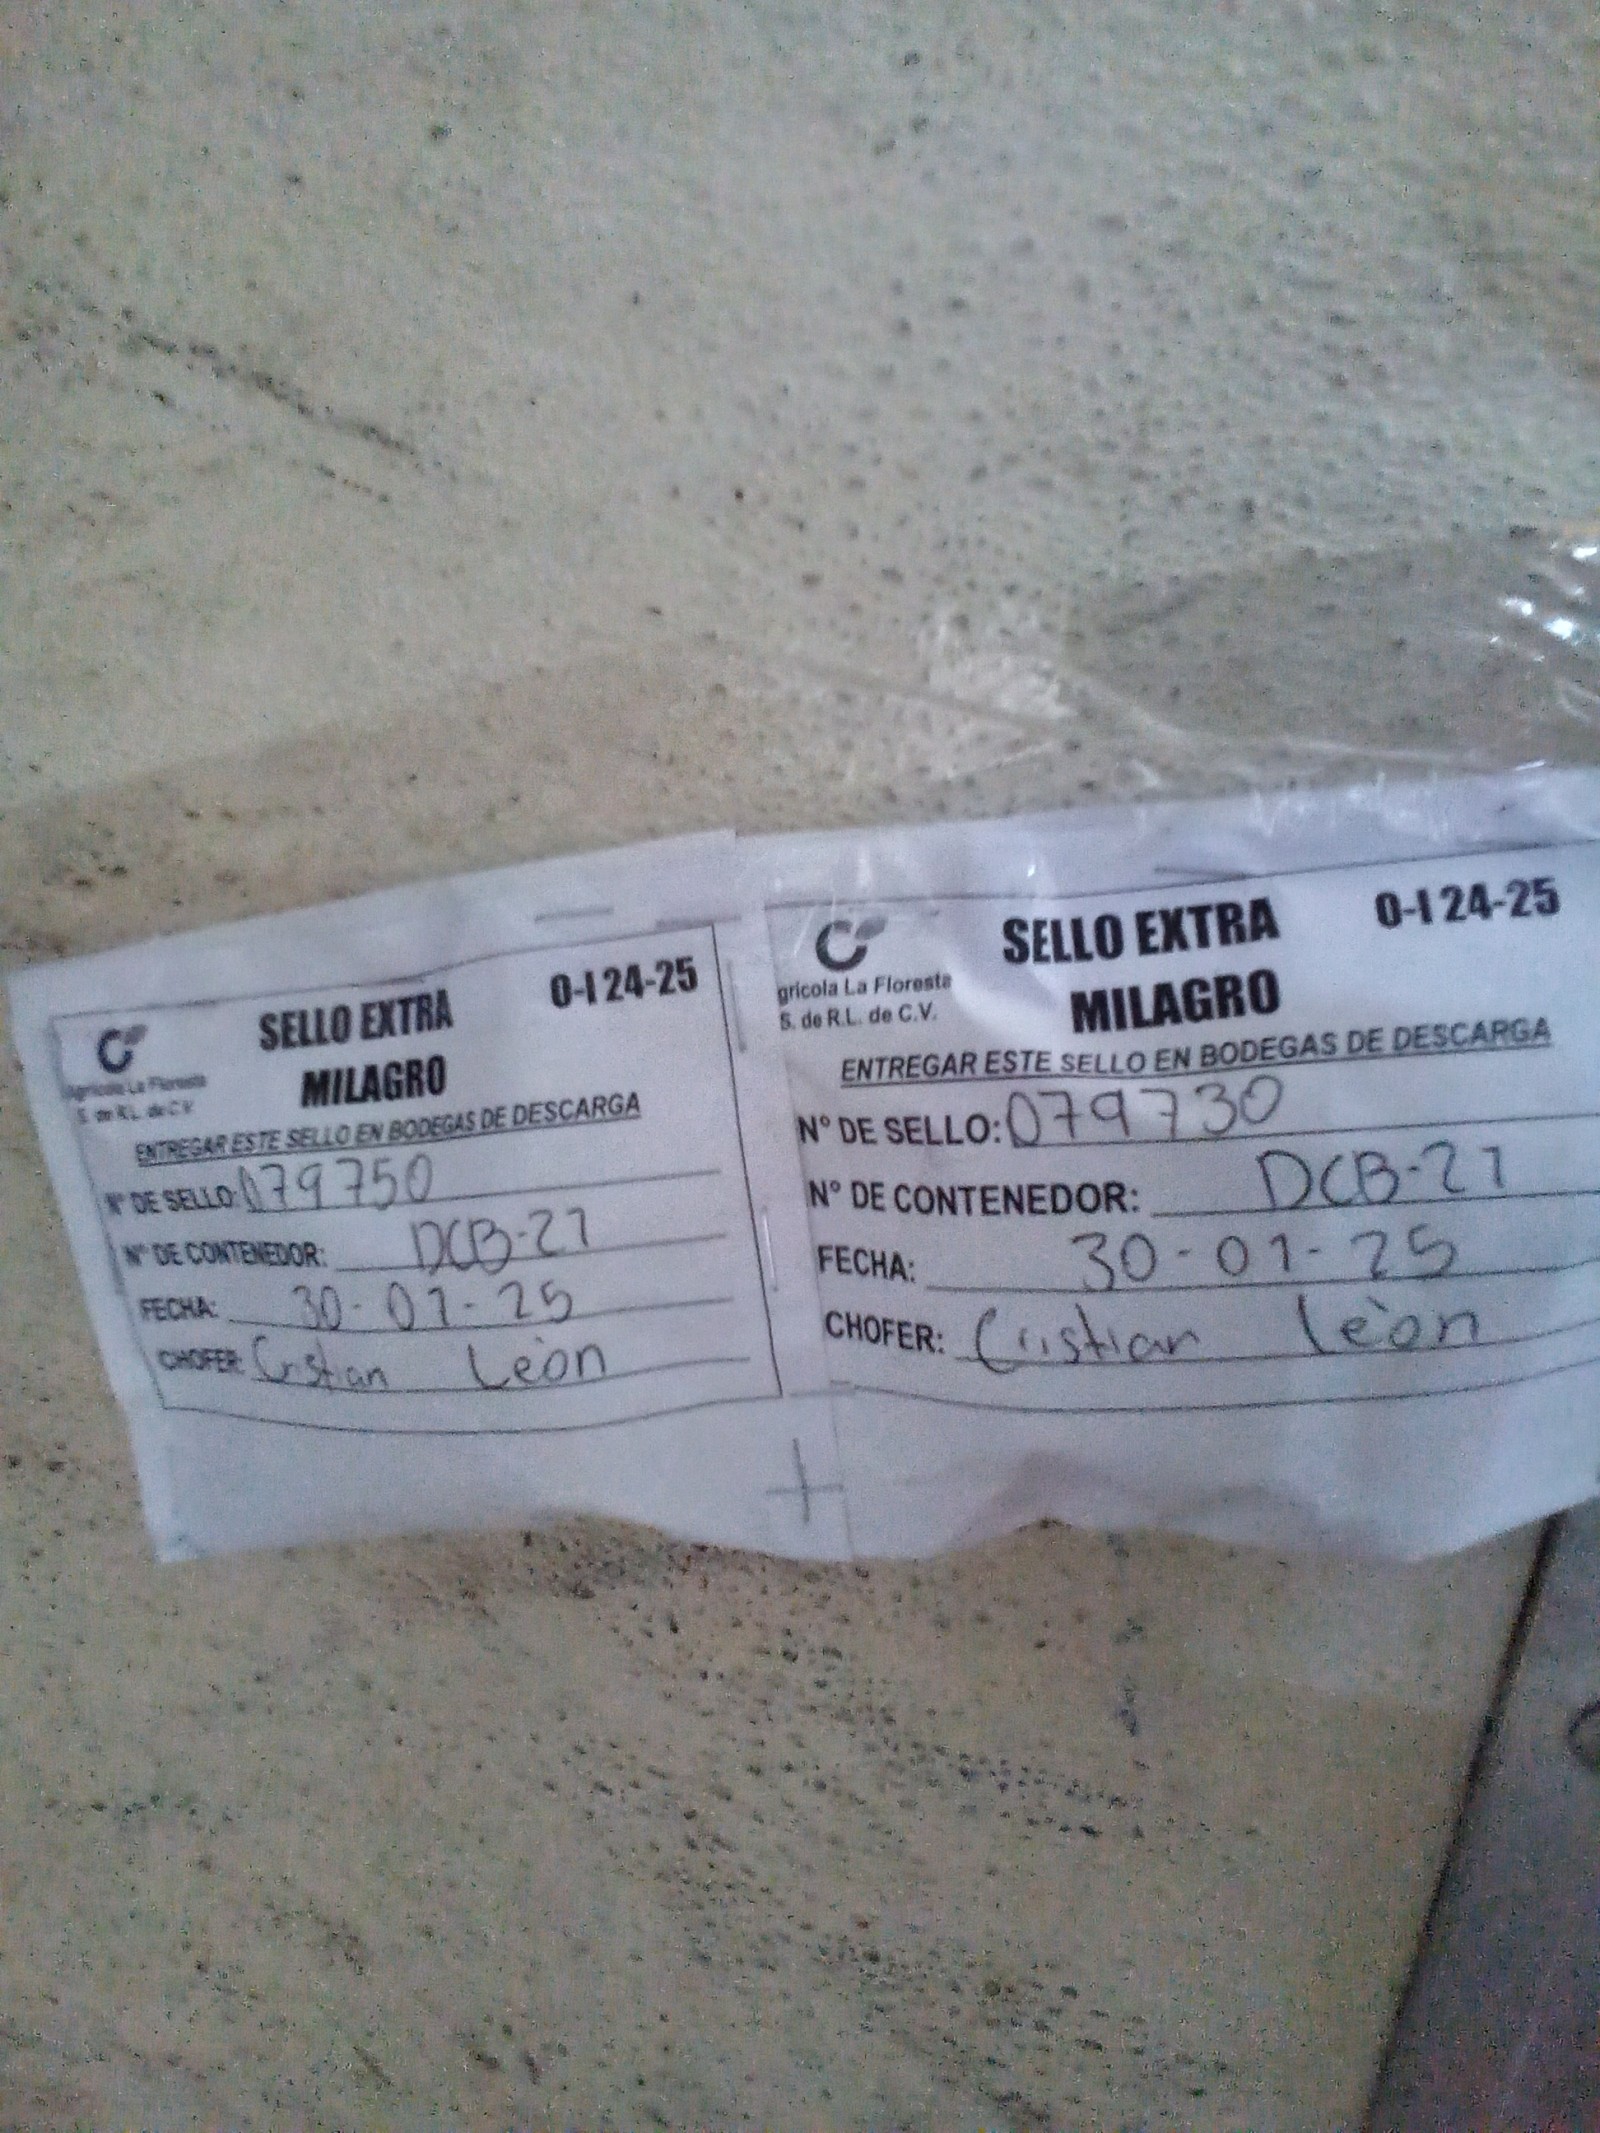 SELLO EXTRA 0-I 24-25
MILAGRO
Agrícola La Floresta
S. de R.L. de C.V.
ENTREGAR ESTE SELLO EN BODEGAS DE DESCARGA
N° DE SELLO: 079750
N° DE CONTENEDOR: DCB-27
FECHA: 30-01-25
CHOFER: Cristian Leòn
SELLO EXTRA 0-I 24-25
MILAGRO
gricola La Floresta
S. de R.L. de C.V.
ENTREGAR ESTE SELLO EN BODEGAS DE DESCARGA
N° DE SELLO: 079730
N° DE CONTENEDOR: DCB-27
FECHA: 30-01-25
CHOFER: Cristian Leòn